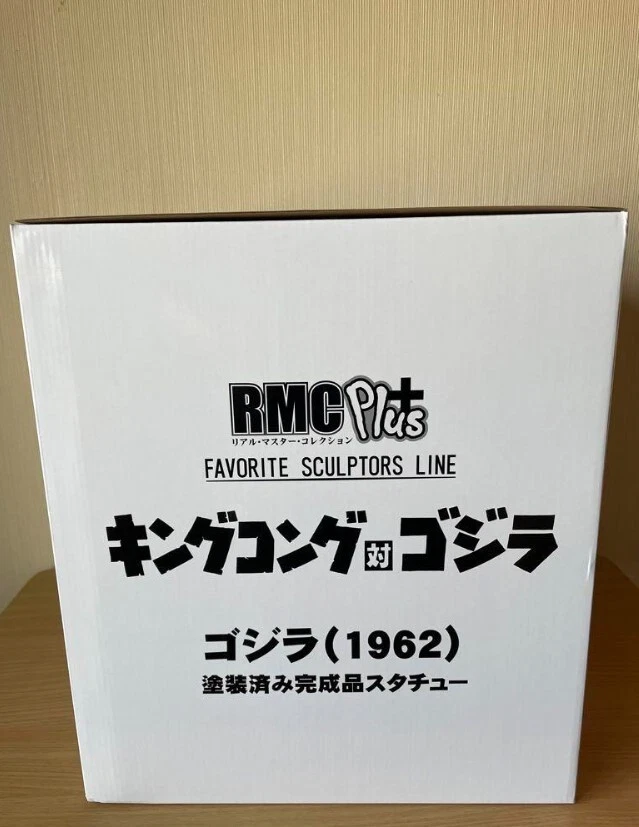 RMC Plus
リアル・マスター・コレクション
FAVORITE SCULPTORS LINE
キングコング対ゴジラ
ゴジラ(1962)
塗装済み完成品スタチュー